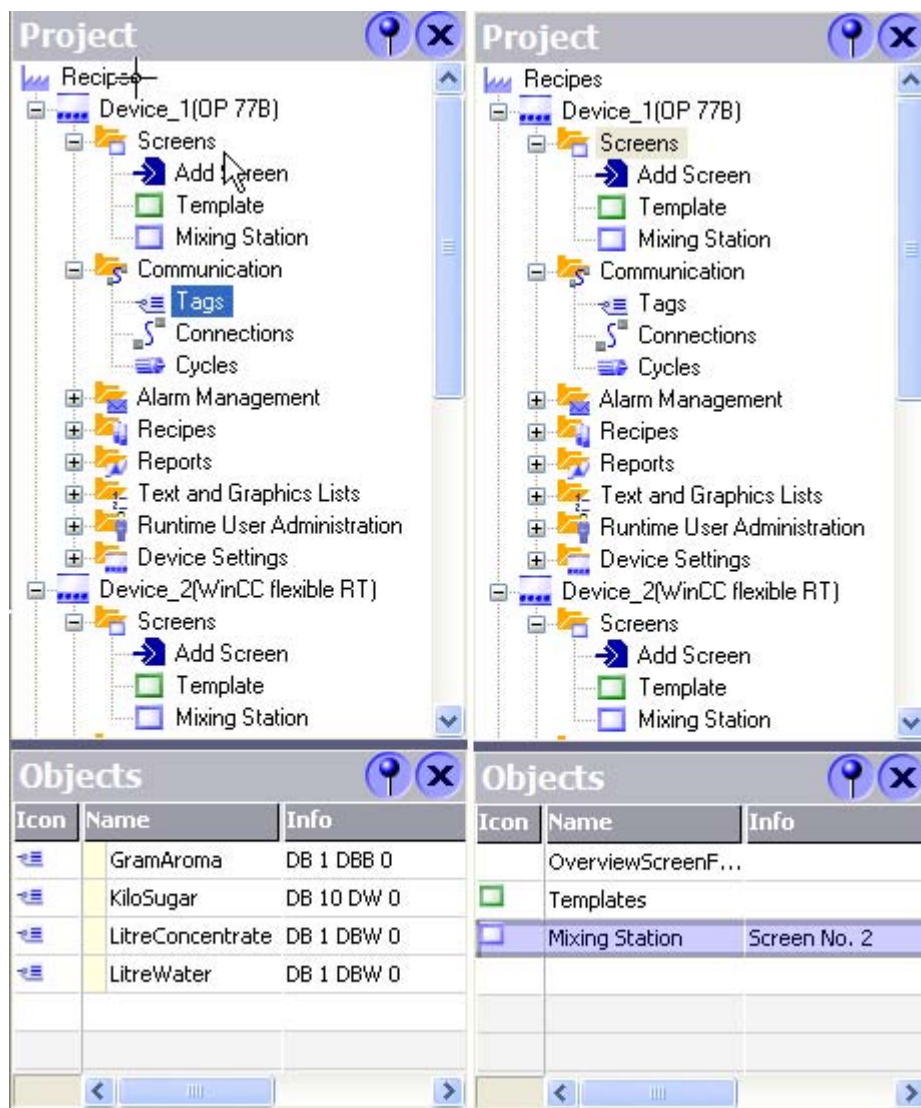 Project
Recipes
Device_1(OP 77B)
Screens
Add Screen
Template
Mixing Station
Communication
Tags
Connections
Cycles
Alarm Management
Recipes
Reports
Text and Graphics Lists
Runtime User Administration
Device Settings
Device_2(WinCC flexible RT)
Screens
Add Screen
Template
Mixing Station
Objects
Icon Name Info
GramAroma DB 1 DBB 0
KiloSugar DB 10 DW 0
LitreConcentrate DB 1 DBW 0
LitreWater DB 1 DBW 0
Project
Recipes
Device_1(OP 77B)
Screens
Add Screen
Template
Mixing Station
Communication
Tags
Connections
Cycles
Alarm Management
Recipes
Reports
Text and Graphics Lists
Runtime User Administration
Device Settings
Device_2(WinCC flexible RT)
Screens
Add Screen
Template
Mixing Station
Objects
Icon Name Info
OverviewScreenF...
Templates
Mixing Station Screen No. 2